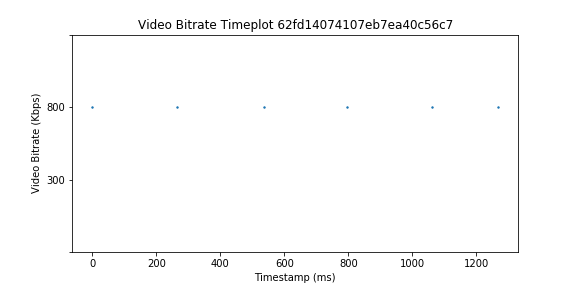 Video Bitrate Timeplot 62fd14074107eb7ea40c56c7
800
300
Video Bitrate (Kbps)
0 200 400 600 800 1000 1200
Timestamp (ms)